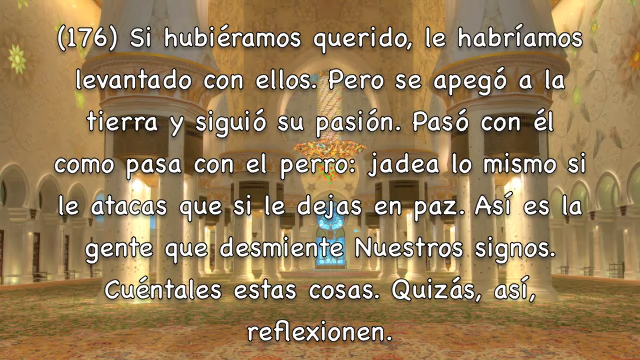 (176) Si hubiéramos querido, le habríamos
levantado con ellos. Pero se apegó a la
tierra y siguió su pasión. Pasó con él
como pasa con el perro: jadea lo mismo si
le atacas que si le dejas en paz. Así es la
gente que desmiente Nuestros signos.
Cuéntales estas cosas. Quizás, así,
reflexionen.